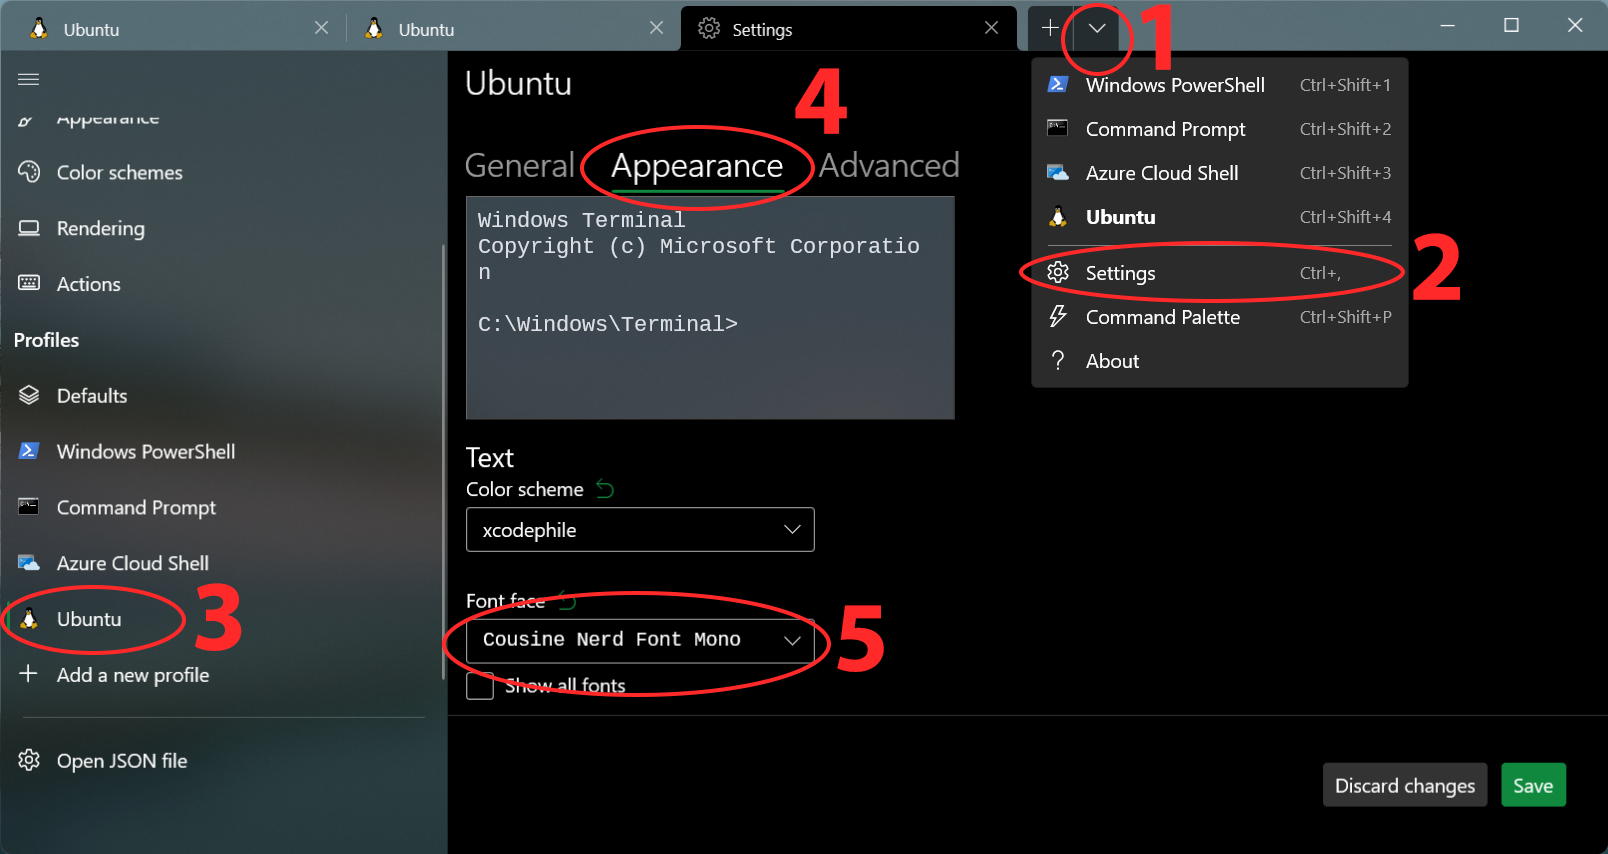 Ubuntu
Ubuntu
Settings
1
Appearance
Color schemes
Rendering
Actions
Profiles
Defaults
Windows PowerShell
Command Prompt
Azure Cloud Shell
Ubuntu
3
Add a new profile
Open JSON file
Ubuntu
4
General
Appearance
Advanced
Windows Terminal
Copyright (c) Microsoft Corporatio
n
C:\Windows\Terminal>
Text
Color scheme
xcodephile
Font face
Cousine Nerd Font Mono
5
Show all fonts
Windows PowerShell Ctrl+Shift+1
Command Prompt Ctrl+Shift+2
Azure Cloud Shell Ctrl+Shift+3
Ubuntu Ctrl+Shift+4
Settings Ctrl+,
2
Command Palette Ctrl+Shift+P
About
Discard changes
Save